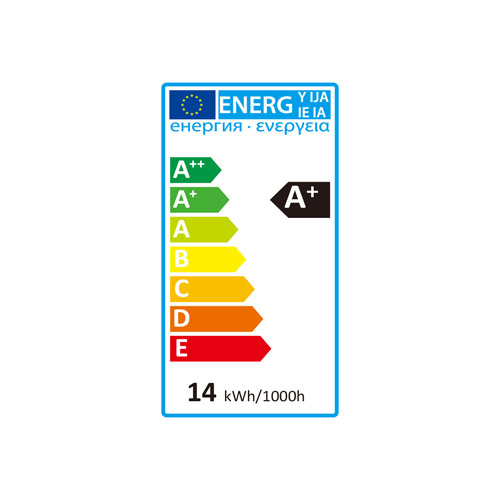 ENERG Y IJA
IE IA
енергия · ενεργεια
A++
A+
A+
A
B
C
D
E
14 kWh/1000h